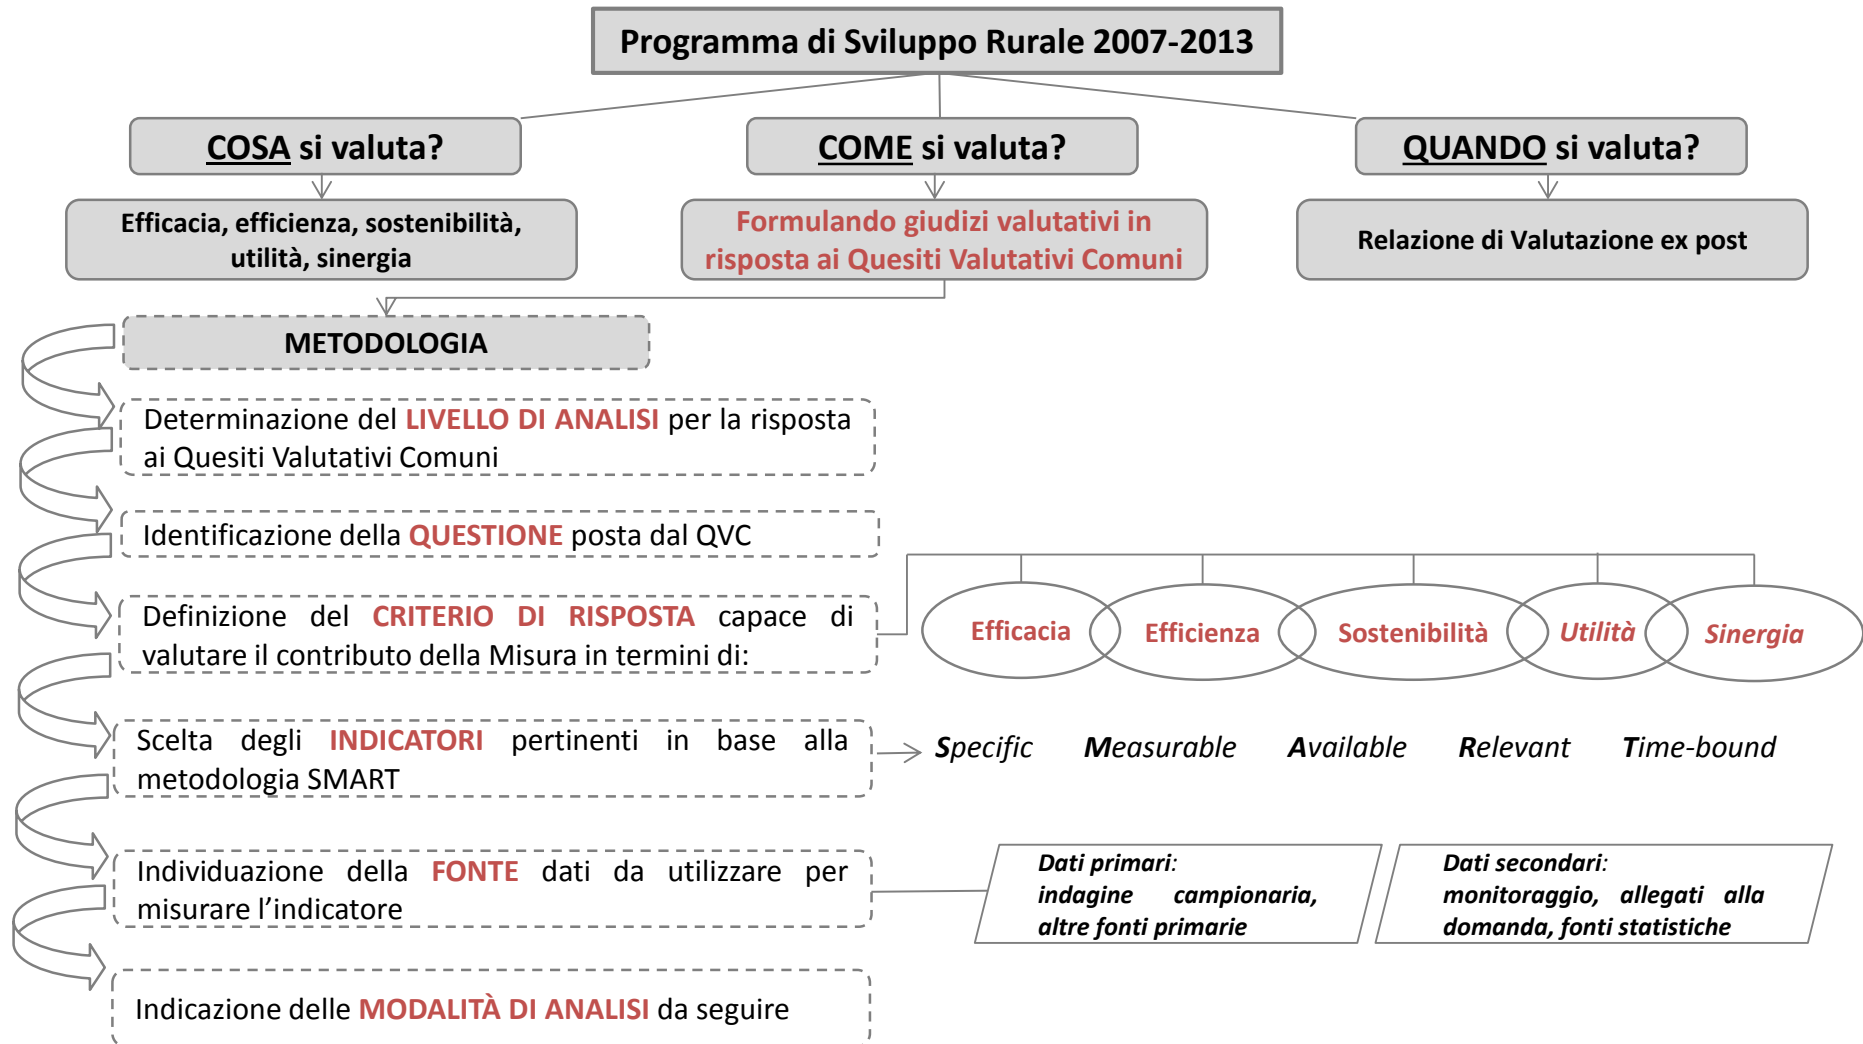 Programma di Sviluppo Rurale 2007-2013
COSA si valuta?
COME si valuta?
QUANDO si valuta?
Efficacia, efficienza, sostenibilità,
utilità, sinergia
Formulando giudizi valutativi in
risposta ai Quesiti Valutativi Comuni
Relazione di Valutazione ex post
METODOLOGIA
Determinazione del LIVELLO DI ANALISI per la risposta
ai Quesiti Valutativi Comuni
Identificazione della QUESTIONE posta dal QVC
Definizione del CRITERIO DI RISPOSTA capace di
valutare il contributo della Misura in termini di:
Efficacia
Efficienza
Sostenibilità
Utilità
Sinergia
Scelta degli INDICATORI pertinenti in base alla
metodologia SMART
Specific Measurable Available Relevant Time-bound
Individuazione della FONTE dati da utilizzare per
misurare l'indicatore
Dati primari:
indagine campionaria,
altre fonti primarie
Dati secondari:
monitoraggio, allegati alla
domanda, fonti statistiche
Indicazione delle MODALITÀ DI ANALISI da seguire